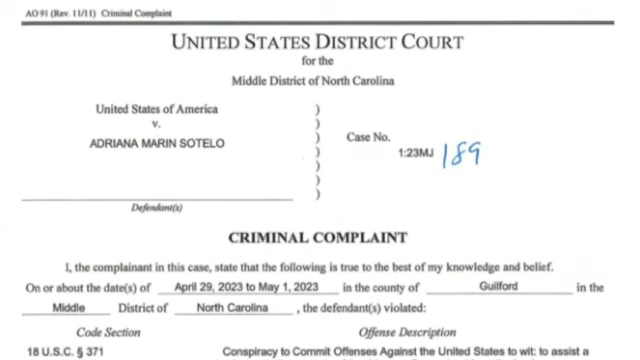 AO 91 (Rev. 11/11) Criminal Complaint
UNITED STATES DISTRICT COURT
for the
Middle District of North Carolina
United States of America
v.
ADRIANA MARIN SOTELO
Defendant(s)
)
)
)
)
)
)
)
Case No.
1:23MJ 189
CRIMINAL COMPLAINT
I, the complainant in this case, state that the following is true to the best of my knowledge and belief.
On or about the date(s) of April 29, 2023 to May 1, 2023 in the county of Guilford in the
Middle District of North Carolina , the defendant(s) violated:
Code Section Offense Description
18 U.S.C. § 371 Conspiracy to Commit Offenses Against the United States to wit: to assist a